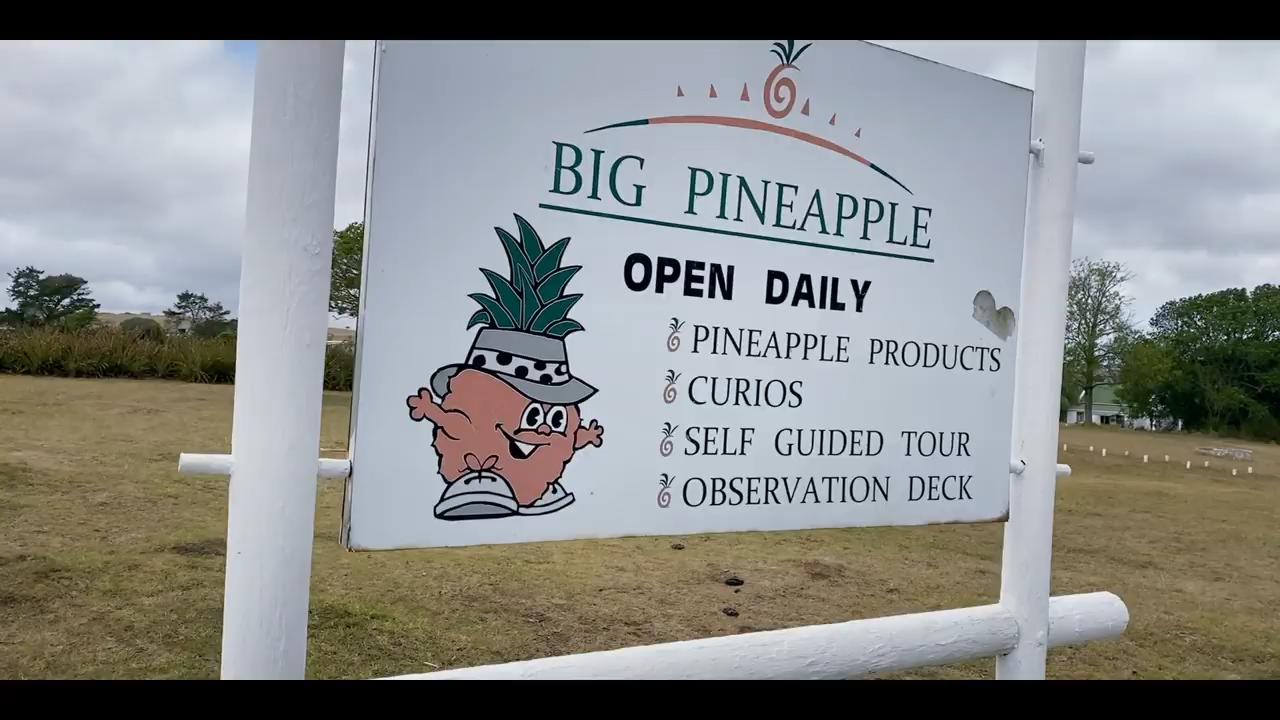 BIG PINEAPPLE
OPEN DAILY
PINEAPPLE PRODUCTS
CURIOS
SELF GUIDED TOUR
OBSERVATION DECK